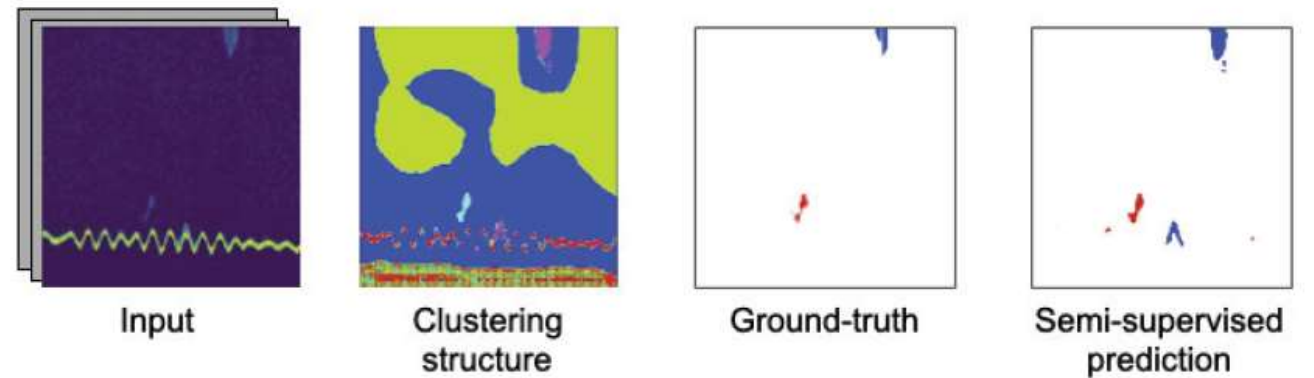 Input
Clustering
structure
Ground-truth
Semi-supervised
prediction